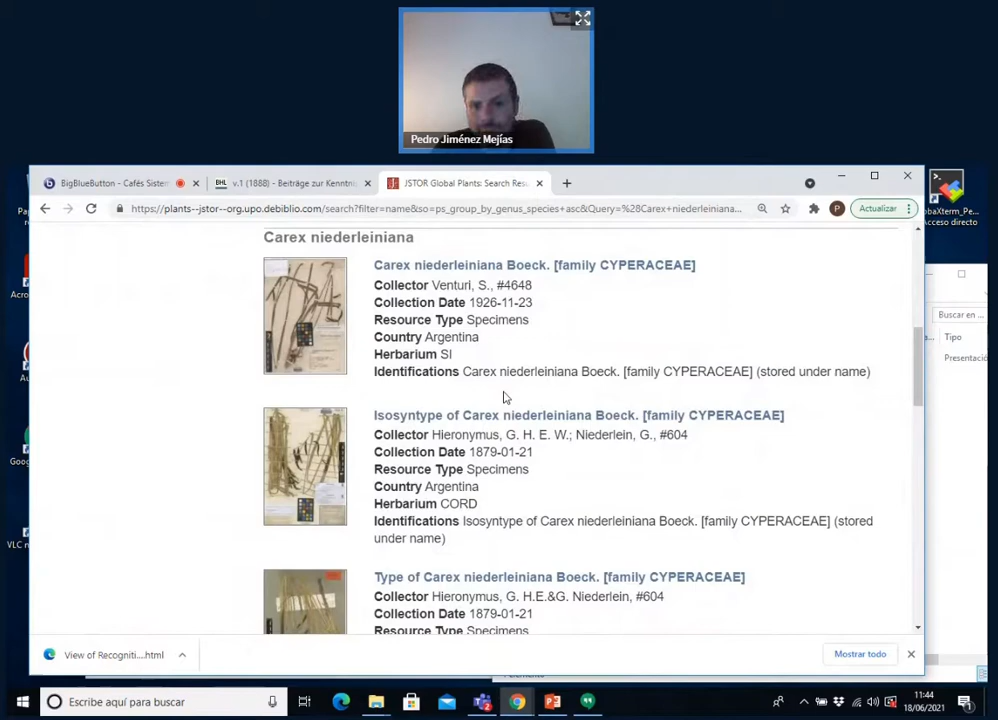 Pedro Jiménez Mejías
BigBlueButton - Cafés Sistem
BHL
v.1 (1888) - Beiträge zur Kenntnis
JSTOR Global Plants: Search Resu
https://plants--jstor--org.upo.debiblio.com/search?filter=name&so=ps_group_by_genus_species+asc&Query=%28Carex+niederleiniana...
P
Actualizar
Carex niederleiniana
Carex niederleiniana Boeck. [family CYPERACEAE]
Collector Venturi, S., #4648
Collection Date 1926-11-23
Resource Type Specimens
Country Argentina
Herbarium SI
Identifications Carex niederleiniana Boeck. [family CYPERACEAE] (stored under name)
Isosyntype of Carex niederleiniana Boeck. [family CYPERACEAE]
Collector Hieronymus, G. H. E. W.; Niederlein, G., #604
Collection Date 1879-01-21
Resource Type Specimens
Country Argentina
Herbarium CORD
Identifications Isosyntype of Carex niederleiniana Boeck. [family CYPERACEAE] (stored
under name)
Type of Carex niederleiniana Boeck. [family CYPERACEAE]
Collector Hieronymus, G. H.E.&G. Niederlein, #604
Collection Date 1879-01-21
Resource Type Specimens
View of Recogniti....html
Mostrar todo
Acceso directo
Buscar en ...
Tipo
Presentació
Escribe aquí para buscar
11:44
18/06/2021